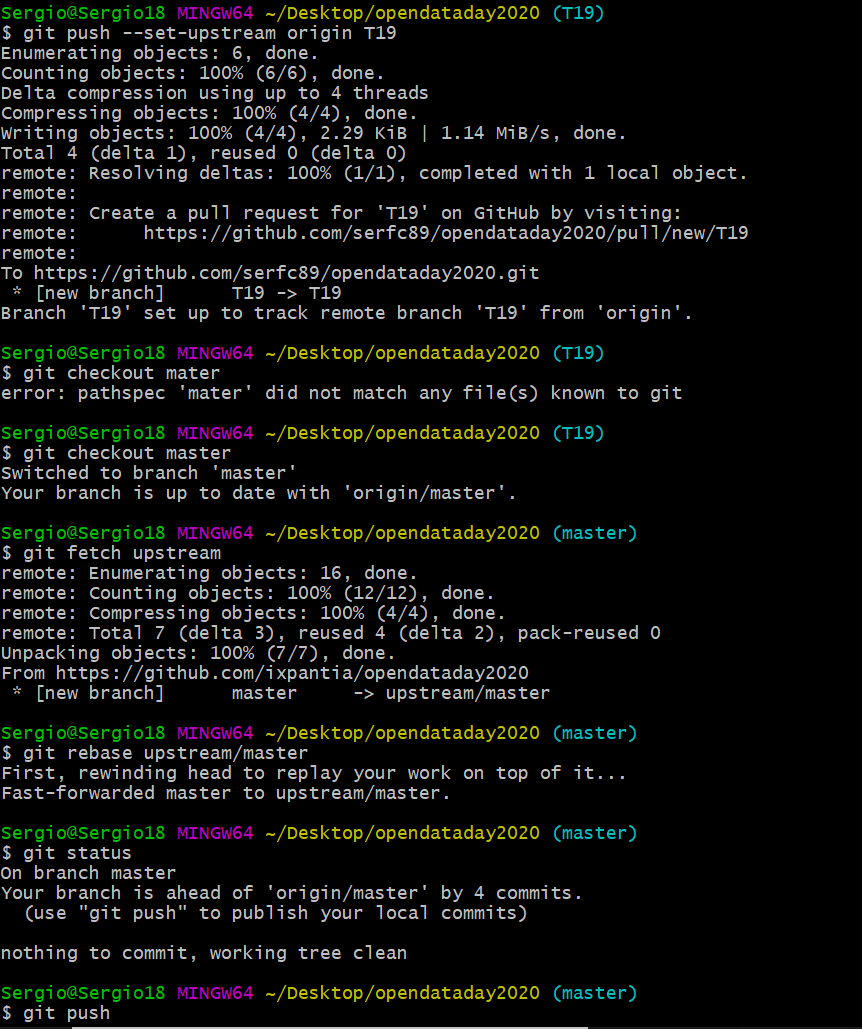 Sergio@Sergio18 MINGW64 ~/Desktop/opendataday2020 (T19)
$ git push --set-upstream origin T19
Enumerating objects: 6, done.
Counting objects: 100% (6/6), done.
Delta compression using up to 4 threads
Compressing objects: 100% (4/4), done.
Writing objects: 100% (4/4), 2.29 KiB | 1.14 MiB/s, done.
Total 4 (delta 1), reused 0 (delta 0)
remote: Resolving deltas: 100% (1/1), completed with 1 local object.
remote:
remote: Create a pull request for 'T19' on GitHub by visiting:
remote:      https://github.com/serfc89/opendataday2020/pull/new/T19
remote:
To https://github.com/serfc89/opendataday2020.git
 * [new branch]      T19 -> T19
Branch 'T19' set up to track remote branch 'T19' from 'origin'.
Sergio@Sergio18 MINGW64 ~/Desktop/opendataday2020 (T19)
$ git checkout mater
error: pathspec 'mater' did not match any file(s) known to git
Sergio@Sergio18 MINGW64 ~/Desktop/opendataday2020 (T19)
$ git checkout master
Switched to branch 'master'
Your branch is up to date with 'origin/master'.
Sergio@Sergio18 MINGW64 ~/Desktop/opendataday2020 (master)
$ git fetch upstream
remote: Enumerating objects: 16, done.
remote: Counting objects: 100% (12/12), done.
remote: Compressing objects: 100% (4/4), done.
remote: Total 7 (delta 3), reused 4 (delta 2), pack-reused 0
Unpacking objects: 100% (7/7), done.
From https://github.com/ixpantia/opendataday2020
 * [new branch]      master     -> upstream/master
Sergio@Sergio18 MINGW64 ~/Desktop/opendataday2020 (master)
$ git rebase upstream/master
First, rewinding head to replay your work on top of it...
Fast-forwarded master to upstream/master.
Sergio@Sergio18 MINGW64 ~/Desktop/opendataday2020 (master)
$ git status
On branch master
Your branch is ahead of 'origin/master' by 4 commits.
  (use "git push" to publish your local commits)
nothing to commit, working tree clean
Sergio@Sergio18 MINGW64 ~/Desktop/opendataday2020 (master)
$ git push